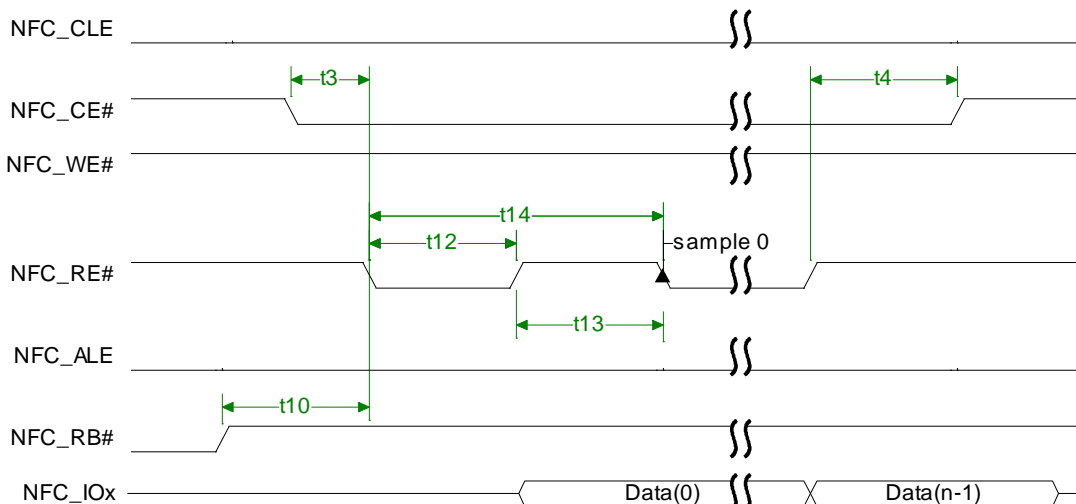 NFC_CLE
t3
t4
NFC_CE#
NFC_WE#
t14
t12
sample 0
NFC_RE#
t13
NFC_ALE
t10
NFC_RB#
NFC_IOx
Data(0)
Data(n-1)